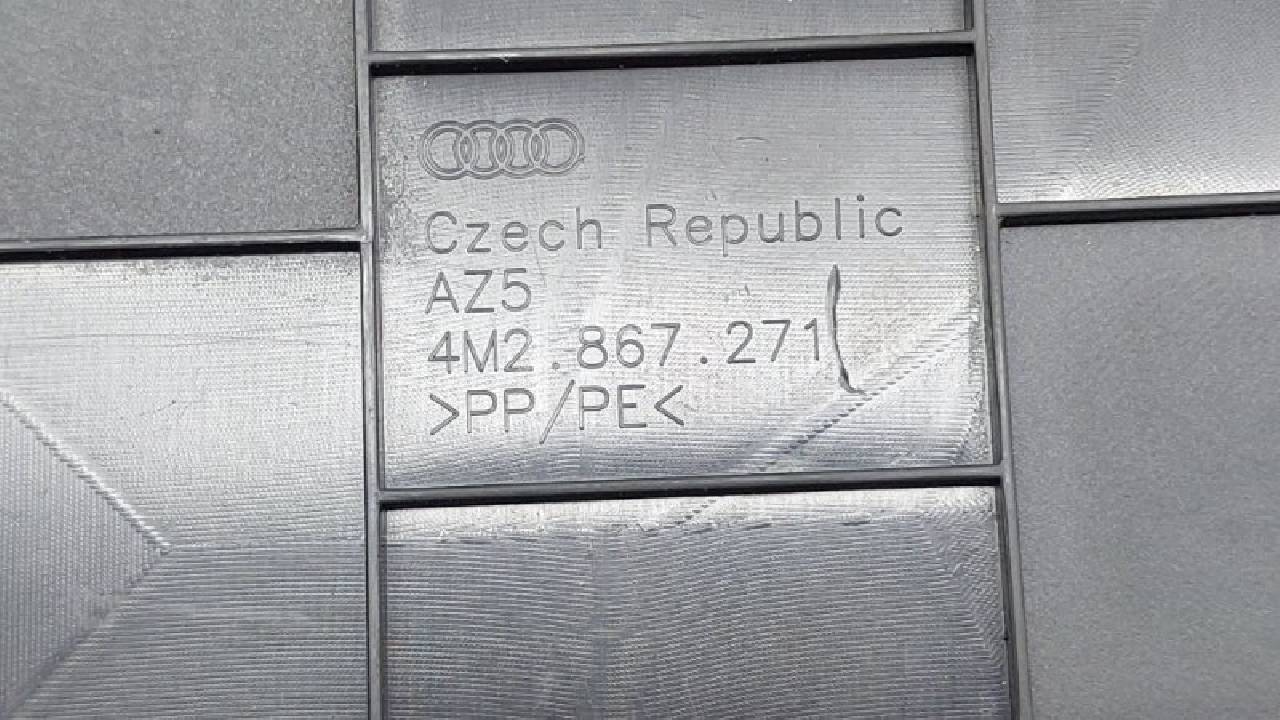 Czech Republic
AZ5
4M2.867.271
>PP/PE<